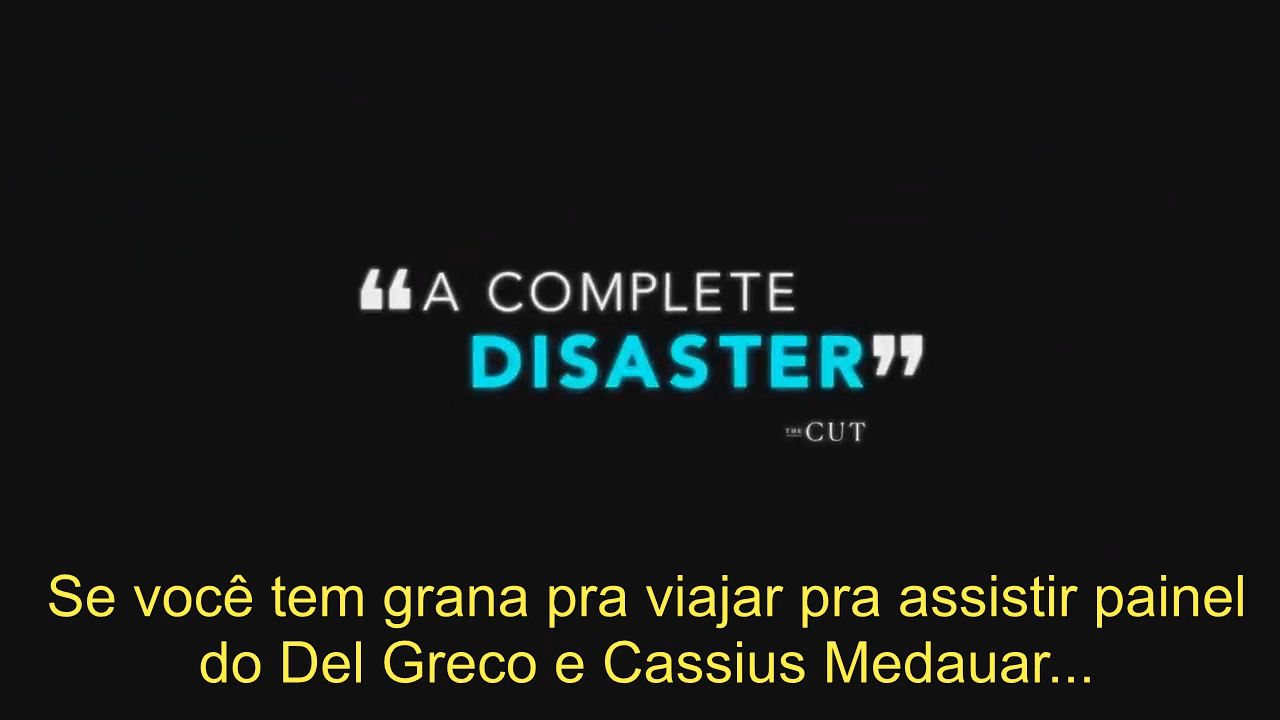 “A COMPLETE
DISASTER”
THE CUT
Se você tem grana pra viajar pra assistir painel
do Del Greco e Cassius Medauar...